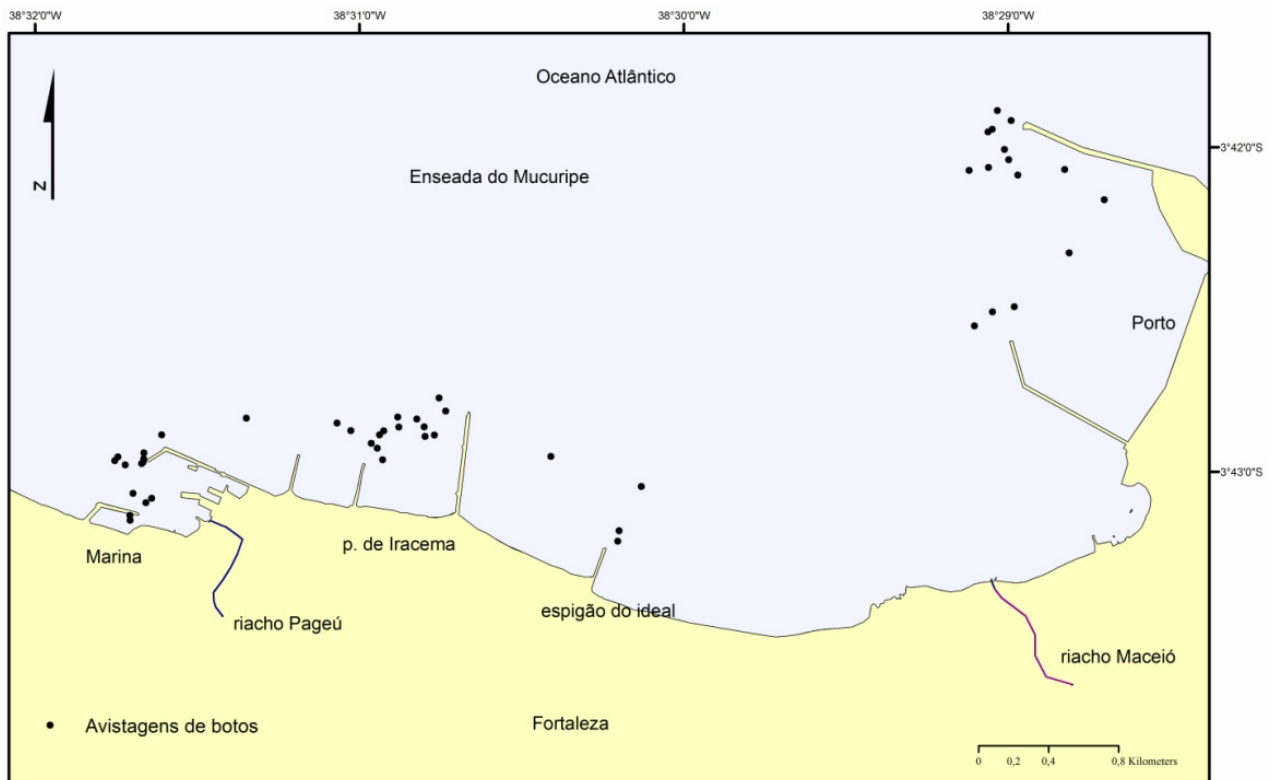 38°32'0"W 38°31'0"W 38°30'0"W 38°29'0"W
Oceano Atlântico
3°42'0"S
Enseada do Mucuripe
N
Porto
3°43'0"S
p. de Iracema
Marina
espigão do ideal
riacho Pageú
riacho Maceió
Fortaleza
Avistagens de botos
0 0,2 0,4 0,8 Kilometers